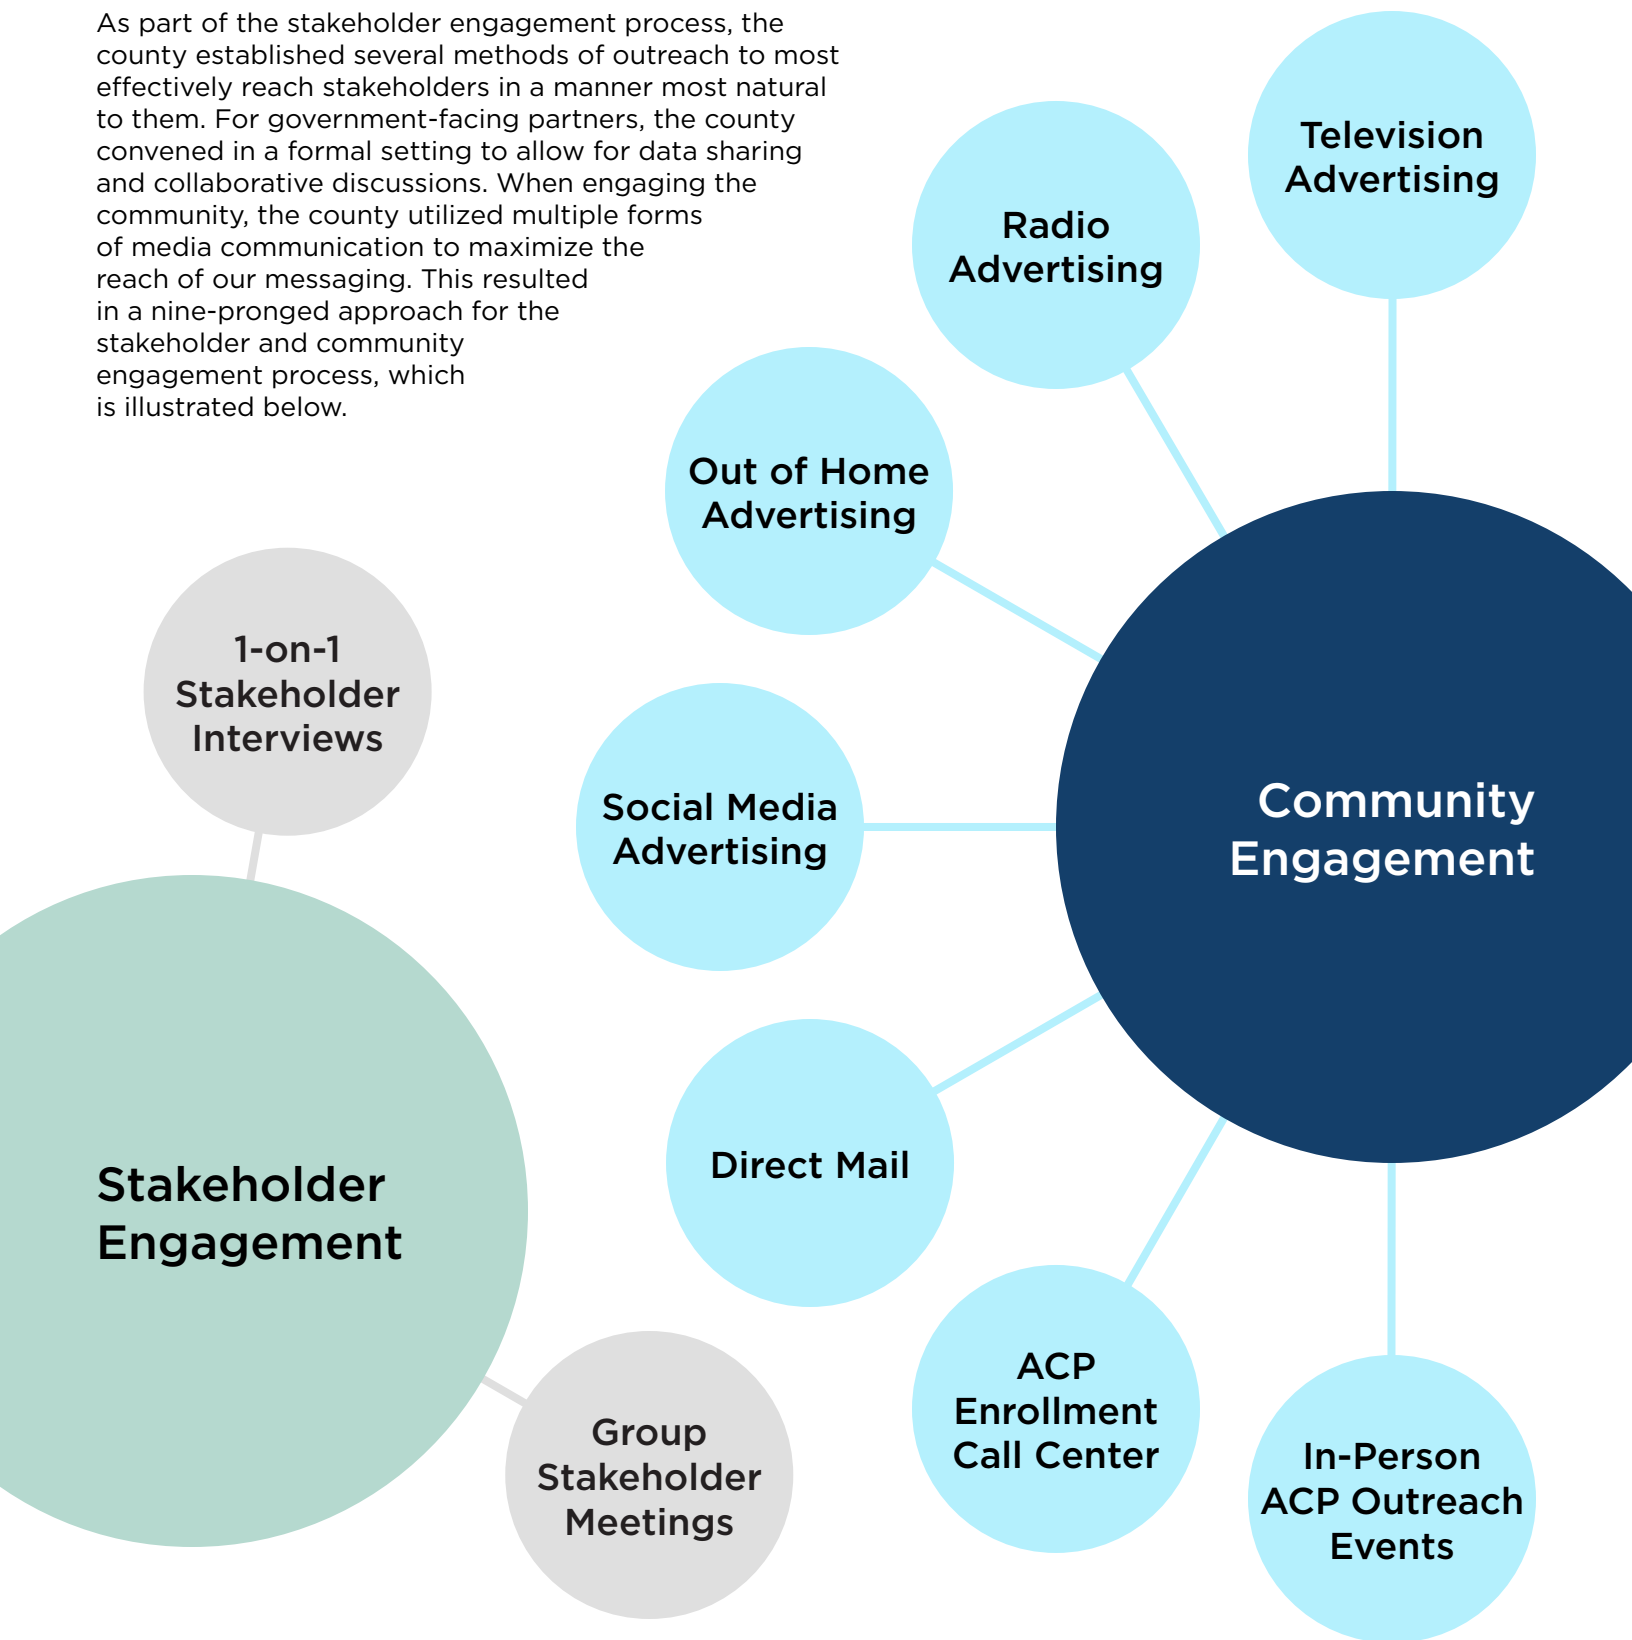 As part of the stakeholder engagement process, the
county established several methods of outreach to most
effectively reach stakeholders in a manner most natural
to them. For government-facing partners, the county
convened in a formal setting to allow for data sharing
and collaborative discussions. When engaging the
community, the county utilized multiple forms
of media communication to maximize the
reach of our messaging. This resulted
in a nine-pronged approach for the
stakeholder and community
engagement process, which
is illustrated below.
Television
Advertising
Radio
Advertising
Out of Home
Advertising
1-on-1
Stakeholder
Interviews
Social Media
Advertising
Community
Engagement
Direct Mail
Stakeholder
Engagement
ACP
Enrollment
Call Center
Group
Stakeholder
Meetings
In-Person
ACP Outreach
Events